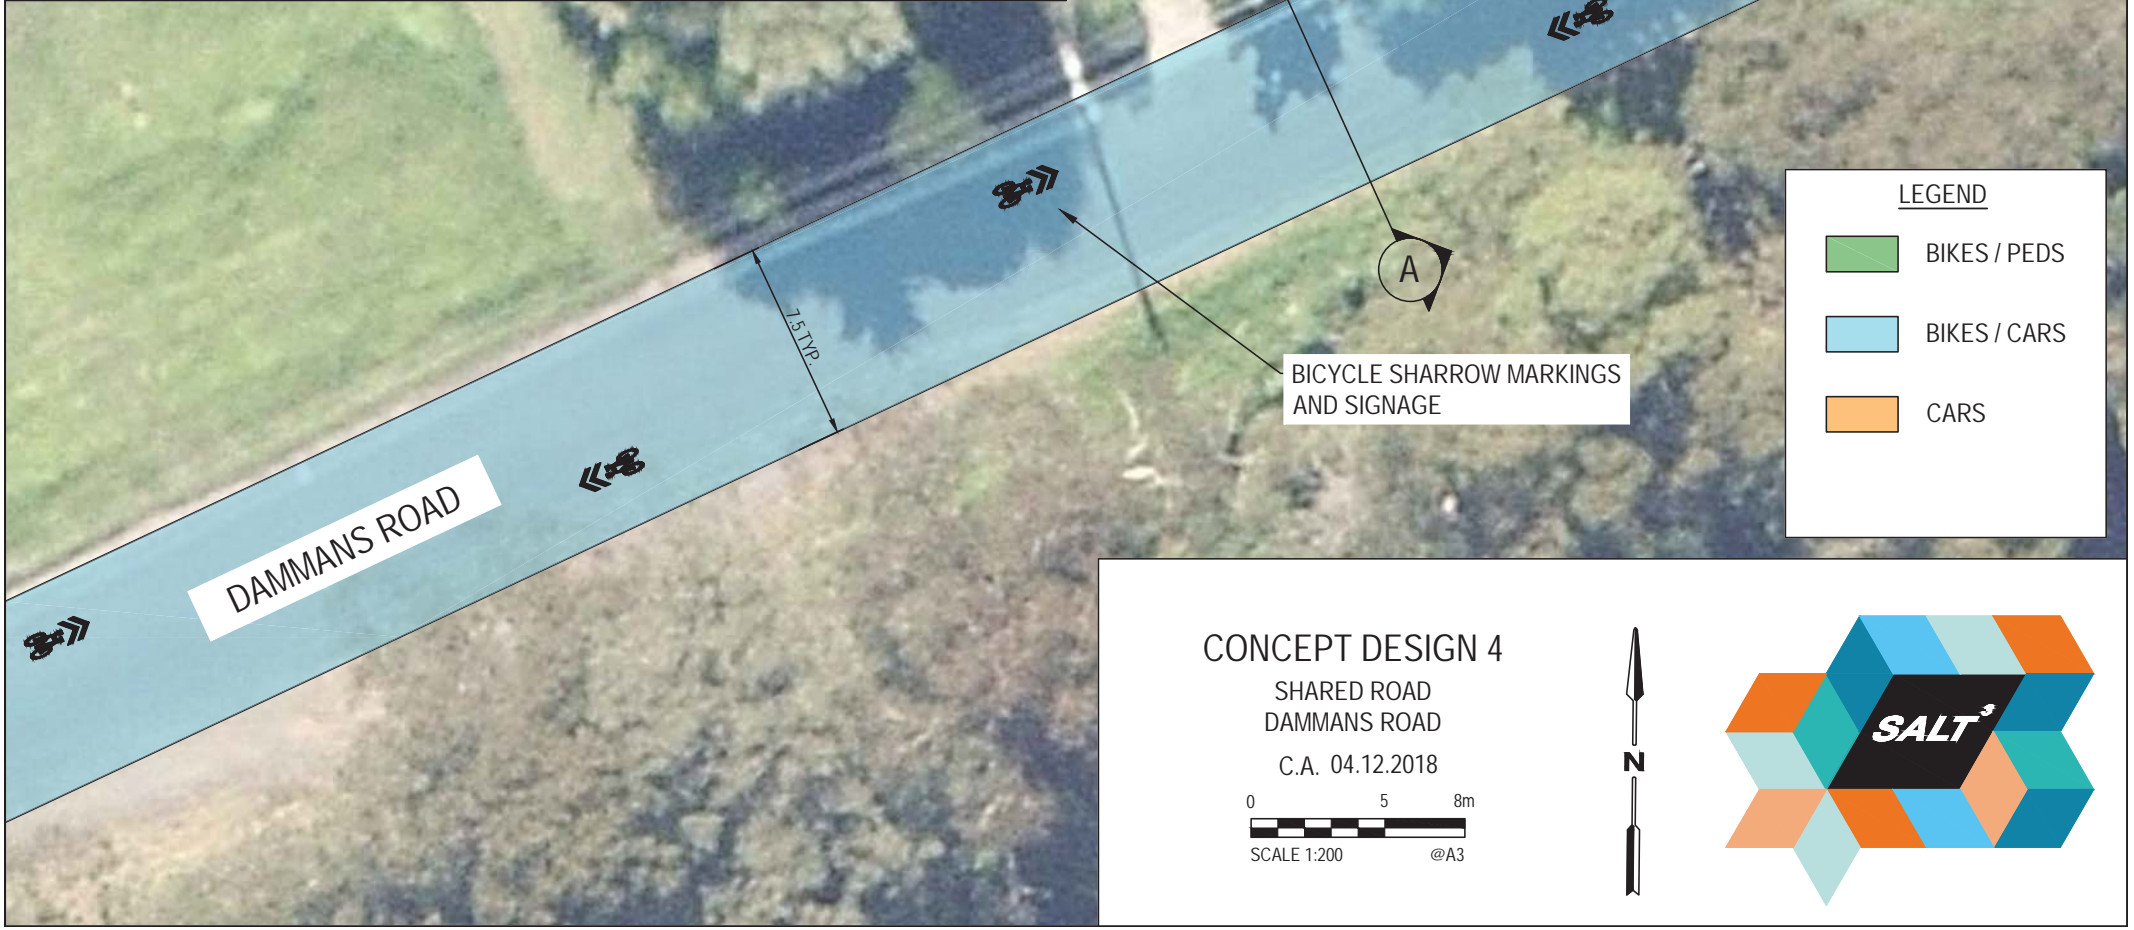 LEGEND
BIKES / PEDS
BIKES / CARS
CARS
A
7.5 TYP.
BICYCLE SHARROW MARKINGS
AND SIGNAGE
DAMMANS ROAD
CONCEPT DESIGN 4
SHARED ROAD
DAMMANS ROAD
C.A. 04.12.2018
0 5 8m
SCALE 1:200 @A3
N
SALT³